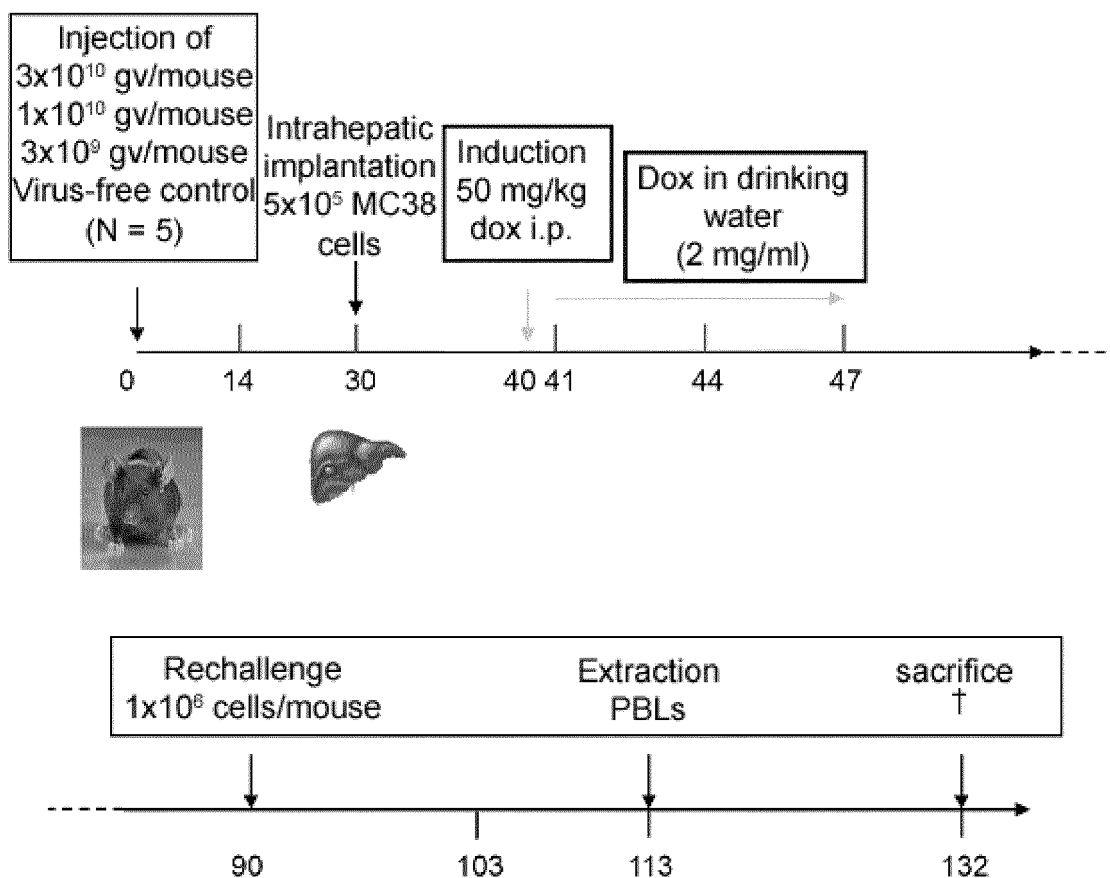 Injection of
3x10¹⁰ gv/mouse
1x10¹⁰ gv/mouse
3x10⁹ gv/mouse
Virus-free control
(N = 5)
Intrahepatic
implantation
5x10⁵ MC38
cells
Induction
50 mg/kg
dox i.p.
Dox in drinking
water
(2 mg/ml)
0 14 30 40 41 44 47
Rechallenge
1x10⁶ cells/mouse
Extraction
PBLs
sacrifice
†
90 103 113 132